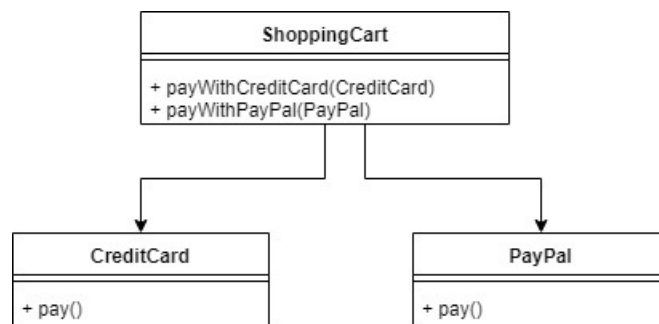 ShoppingCart
+ payWithCreditCard(CreditCard)
+ payWithPayPal(PayPal)
CreditCard
+ pay()
PayPal
+ pay()